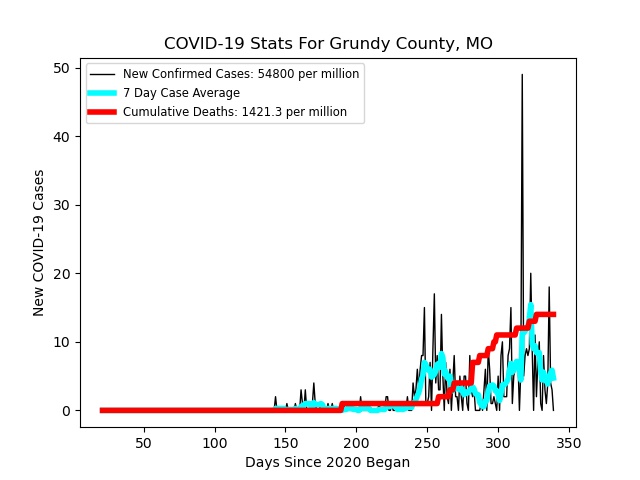 COVID-19 Stats For Grundy County, MO
New Confirmed Cases: 54800 per million
7 Day Case Average
Cumulative Deaths: 1421.3 per million
New COVID-19 Cases
50
40
30
20
10
0
50 100 150 200 250 300 350
Days Since 2020 Began